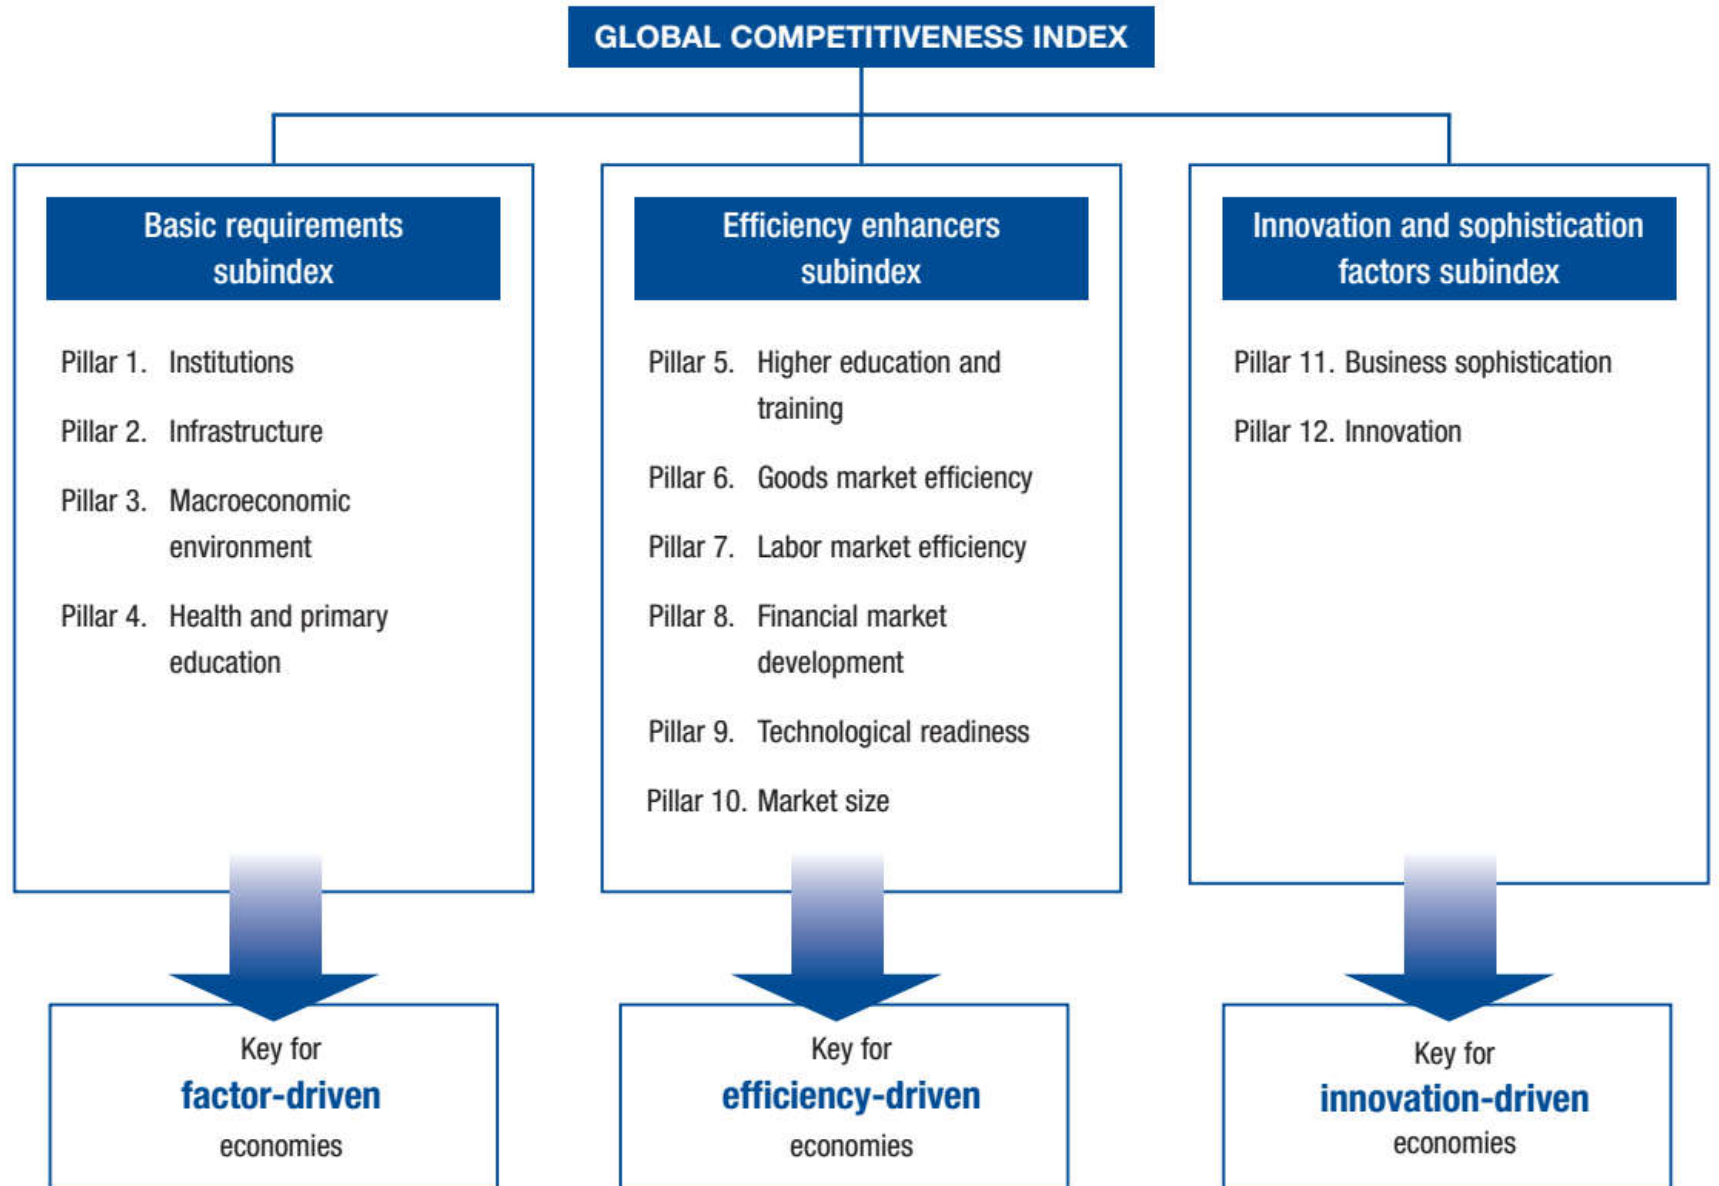 GLOBAL COMPETITIVENESS INDEX
Basic requirements
subindex
Pillar 1. Institutions
Pillar 2. Infrastructure
Pillar 3. Macroeconomic
environment
Pillar 4. Health and primary
education
Key for
factor-driven
economies
Efficiency enhancers
subindex
Pillar 5. Higher education and
training
Pillar 6. Goods market efficiency
Pillar 7. Labor market efficiency
Pillar 8. Financial market
development
Pillar 9. Technological readiness
Pillar 10. Market size
Key for
efficiency-driven
economies
Innovation and sophistication
factors subindex
Pillar 11. Business sophistication
Pillar 12. Innovation
Key for
innovation-driven
economies